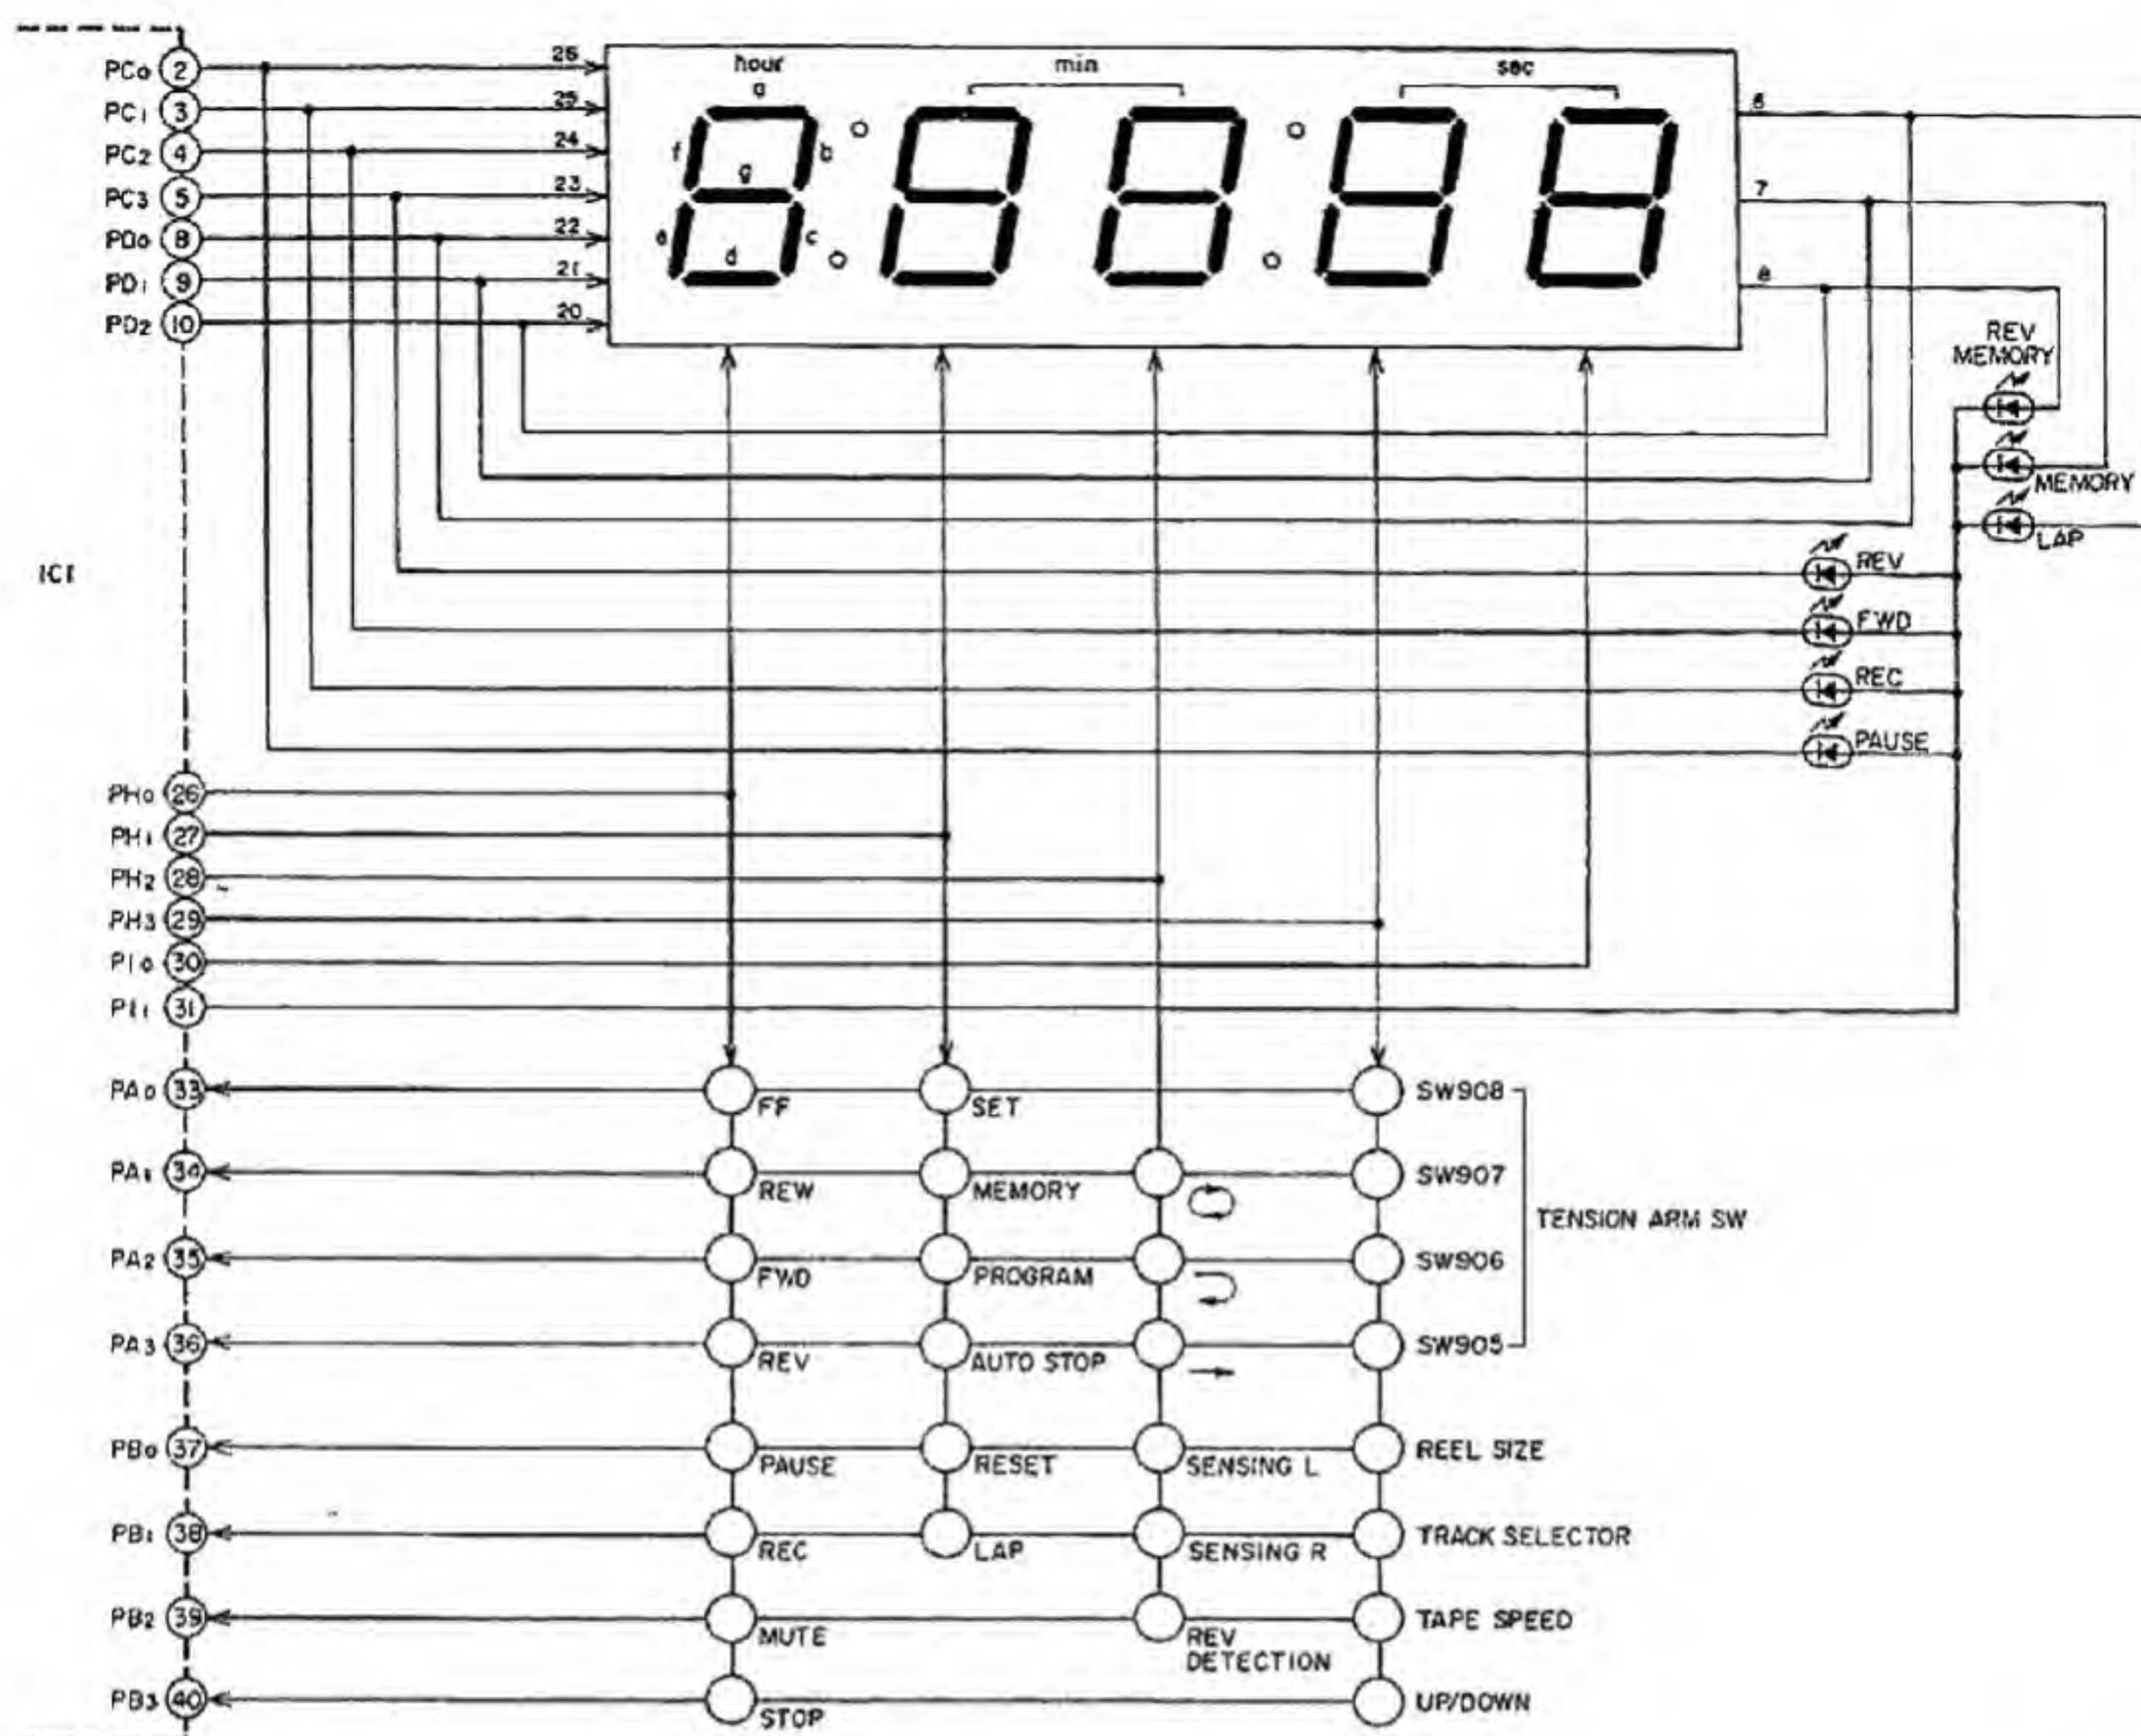 PC0 2 26 hour min sec
a
PC1 3 25 6
PC2 4 24 f b
g
PC3 5 23 7
PD0 8 22 e c
d
PD1 9 21 8
PD2 10 20
REV
MEMORY
MEMORY
LAP
IC1
REV
FWD
REC
PAUSE
PH0 26
PH1 27
PH2 28
PH3 29
PI0 30
PI1 31
PA0 33 FF SET SW908
PA1 34 REW MEMORY SW907
TENSION ARM SW
PA2 35 FWD PROGRAM SW906
PA3 36 REV AUTO STOP SW905
PB0 37 PAUSE RESET SENSING L REEL SIZE
PB1 38 REC LAP SENSING R TRACK SELECTOR
PB2 39 MUTE REV TAPE SPEED
DETECTION
PB3 40 STOP UP/DOWN